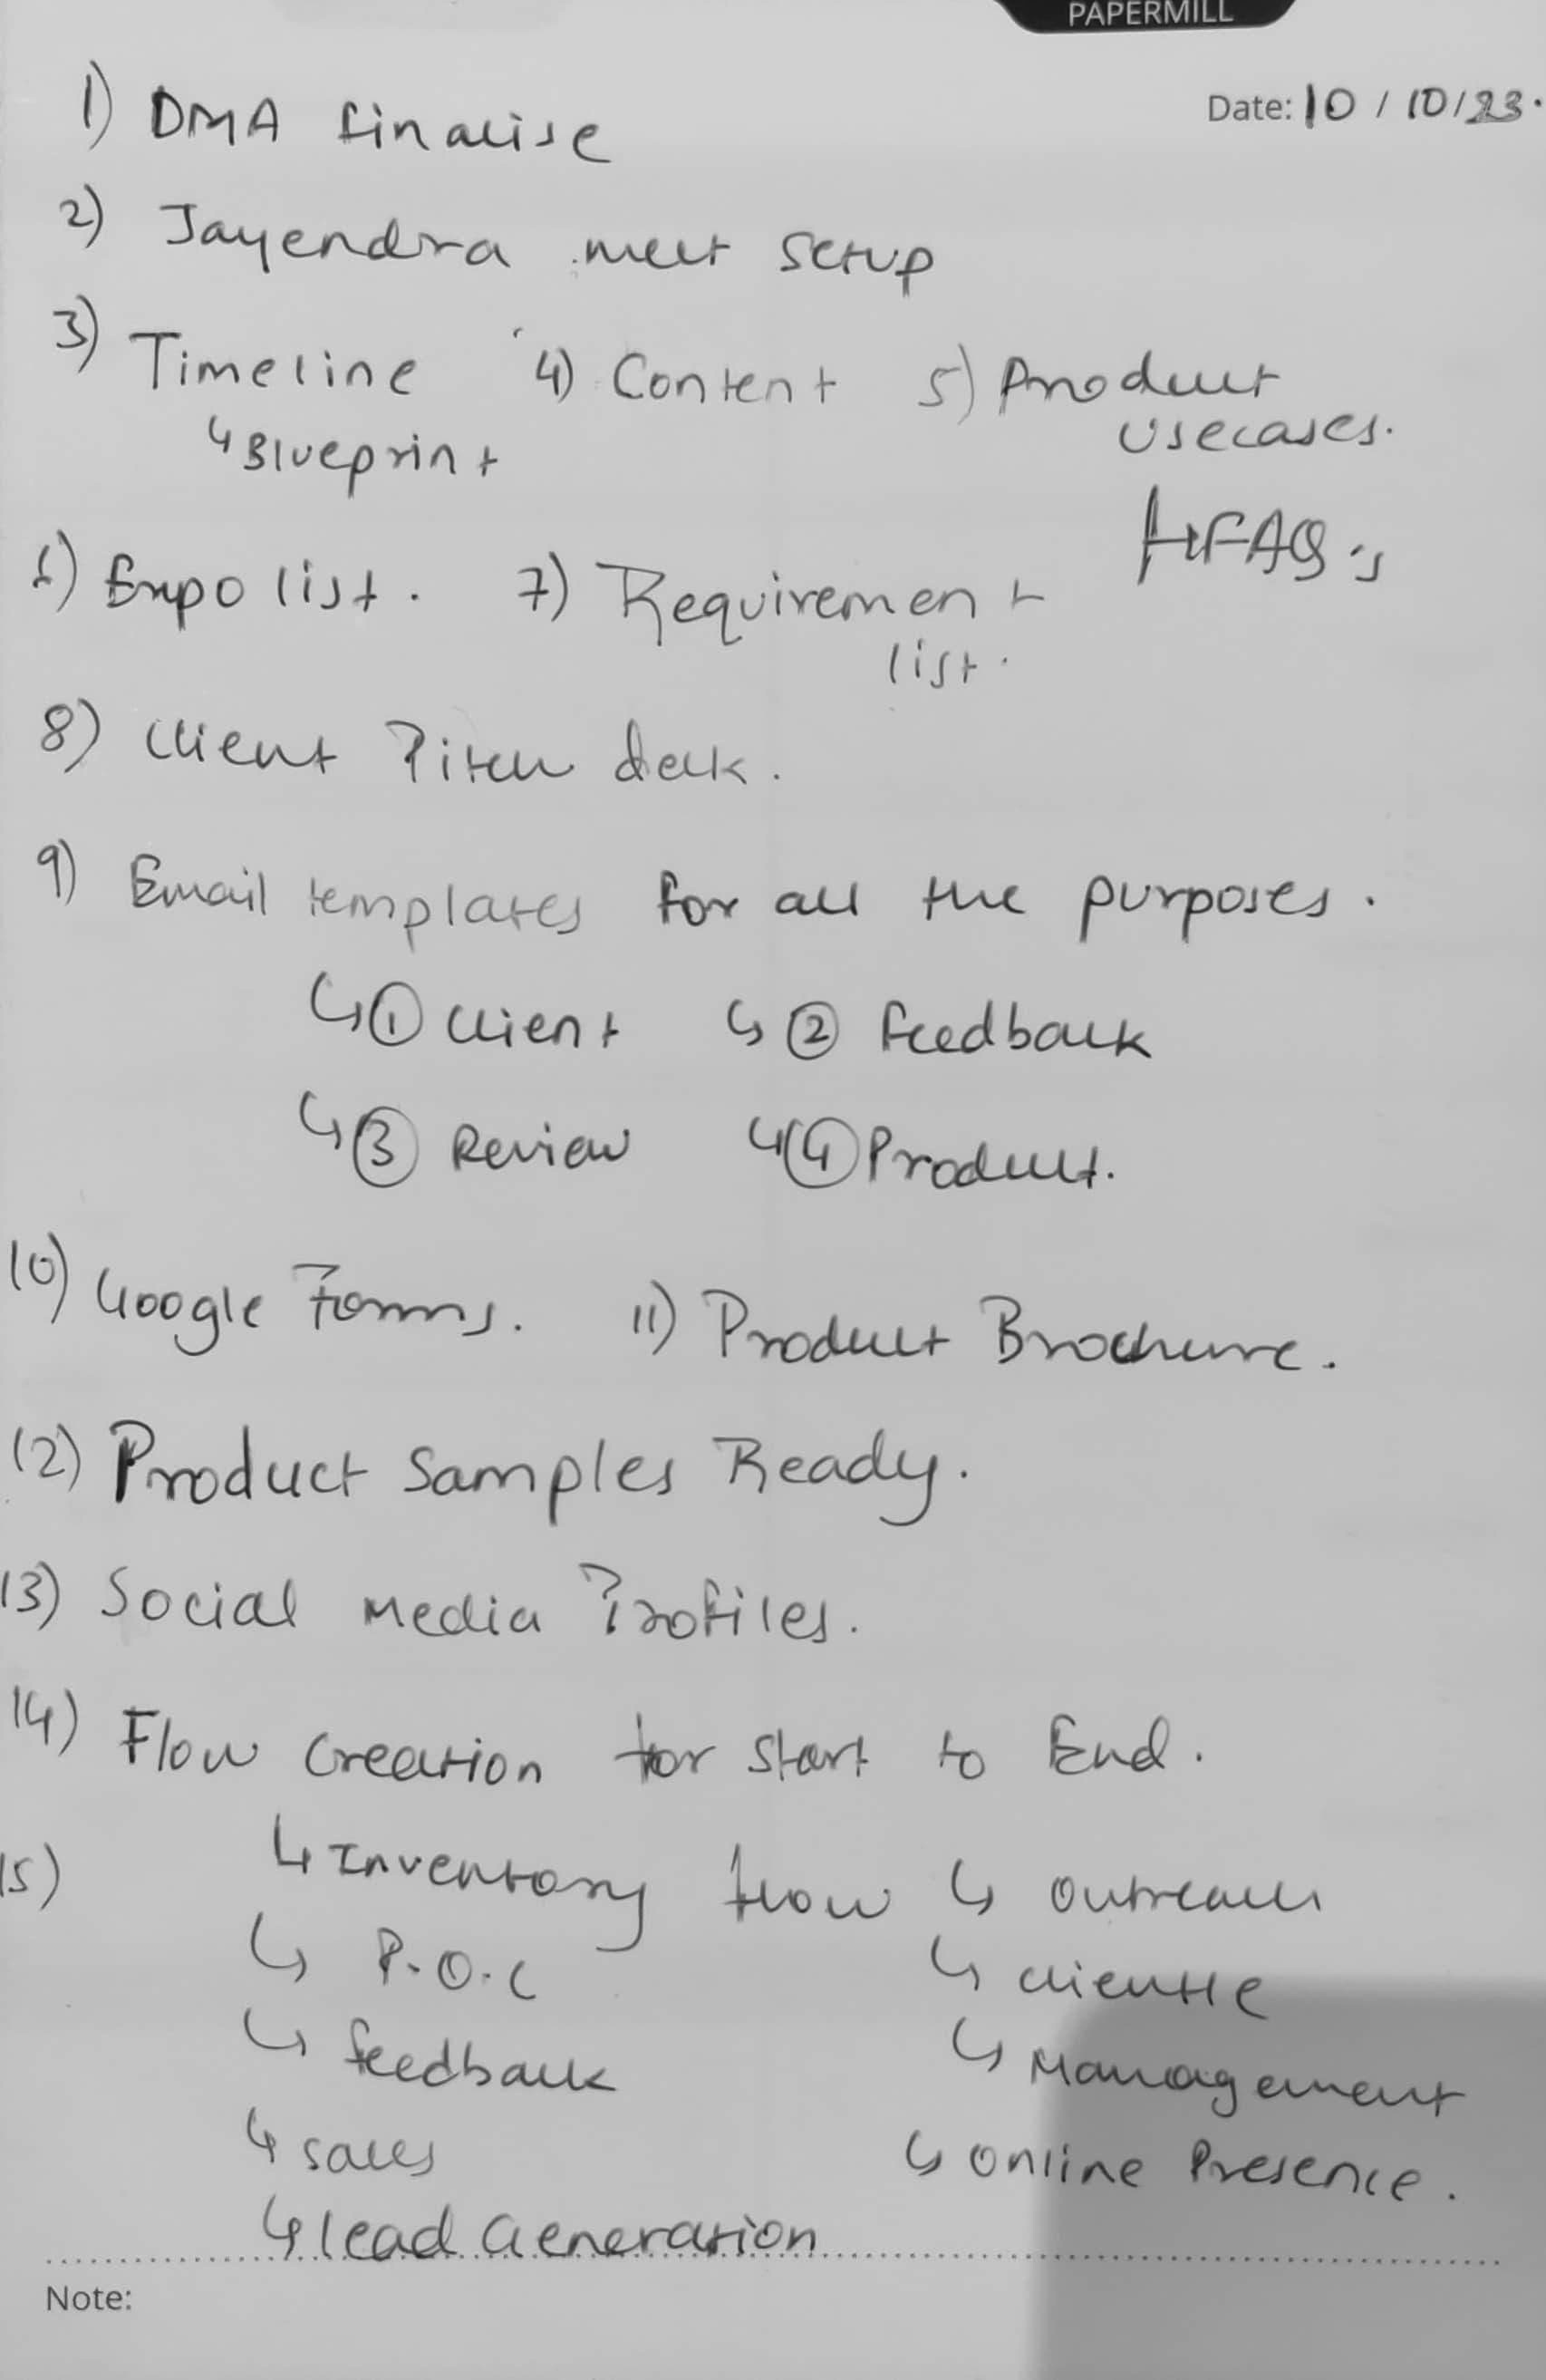 PAPERMILL
Date: 10 / 10 / 23.
1) DMA finalise
2) Jayendra meet setup
3) Timeline 4) Content 5) Product
↳ Blueprint usecases.
FAQ's
6) Expo list. 7) Requirement
list.
8) Client Pitch deck.
9) Email templates for all the purposes.
↳ ① Client ↳ ② Feedback
↳ ③ Review ↳ ④ Product.
10) Google Forms. 11) Product Brochure.
12) Product Samples Ready.
13) Social Media Profiles.
14) Flow Creation for start to End.
15) ↳ Inventory flow ↳ Outreach
↳ P.O.C ↳ clientle
↳ feedback ↳ Management
↳ sales ↳ Online Presence.
↳ lead Generation
Note: